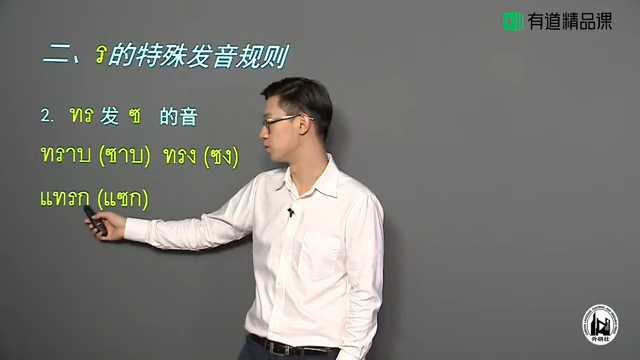 有道精品课
二、ร的特殊发音规则
2. ทร 发 ซ 的音
ทราบ (ซาบ) ทรง (ซง)
แทรก (แซก)
外研社